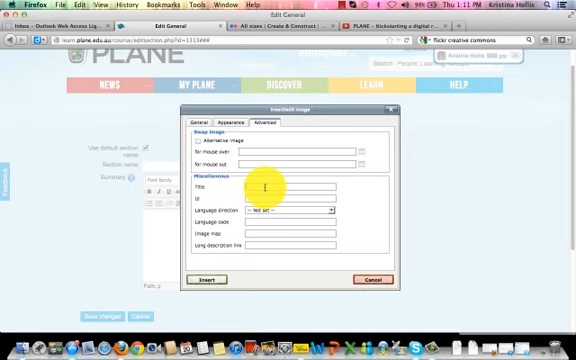 Firefox File Edit View History Bookmarks Tools Window Help
Thu 1:11 PM Kristina Hollis
Edit General
Inbox – Outlook Web Access Lig...
Edit General
All sizes | Create & Construct | ...
PLANE – Kickstarting a digital r...
learn.plane.edu.au/course/editsection.php?id=13138##
flickr creative commons
PLANE
Kristina Hollis
Search: People, Learning
NEWS MY PLANE DISCOVER LEARN HELP
Insert/edit image
General Appearance Advanced
Swap image
Alternative image
for mouse over
for mouse out
Miscellaneous
Title
Id
Language direction -- Not set --
Language code
Image map
Long description link
Insert Cancel
Use default section name
Section name
Summary
Font family
B I U
Path: p
Save changes Cancel
Feedback